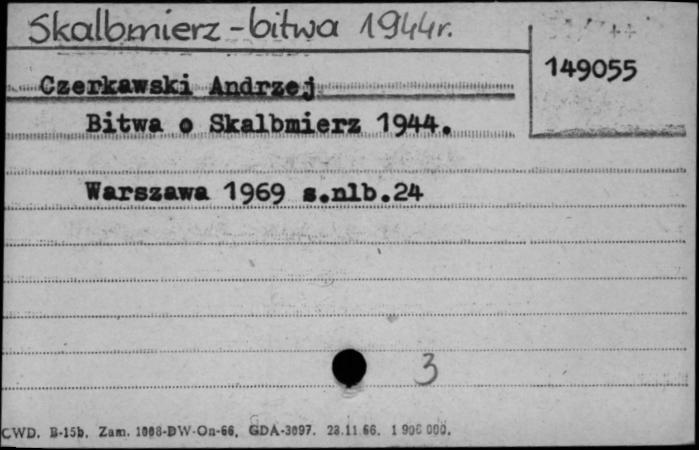 Skalbmierz - bitwa 1944r.
149055
Czerkawski Andrzej
Bitwa o Skalbmierz 1944.
Warszawa 1969 s.nlb.24
3
CWD. B-15b. Zam. 1008-DW-On-66. GDA-3097. 23.11.66. 1 900 000.